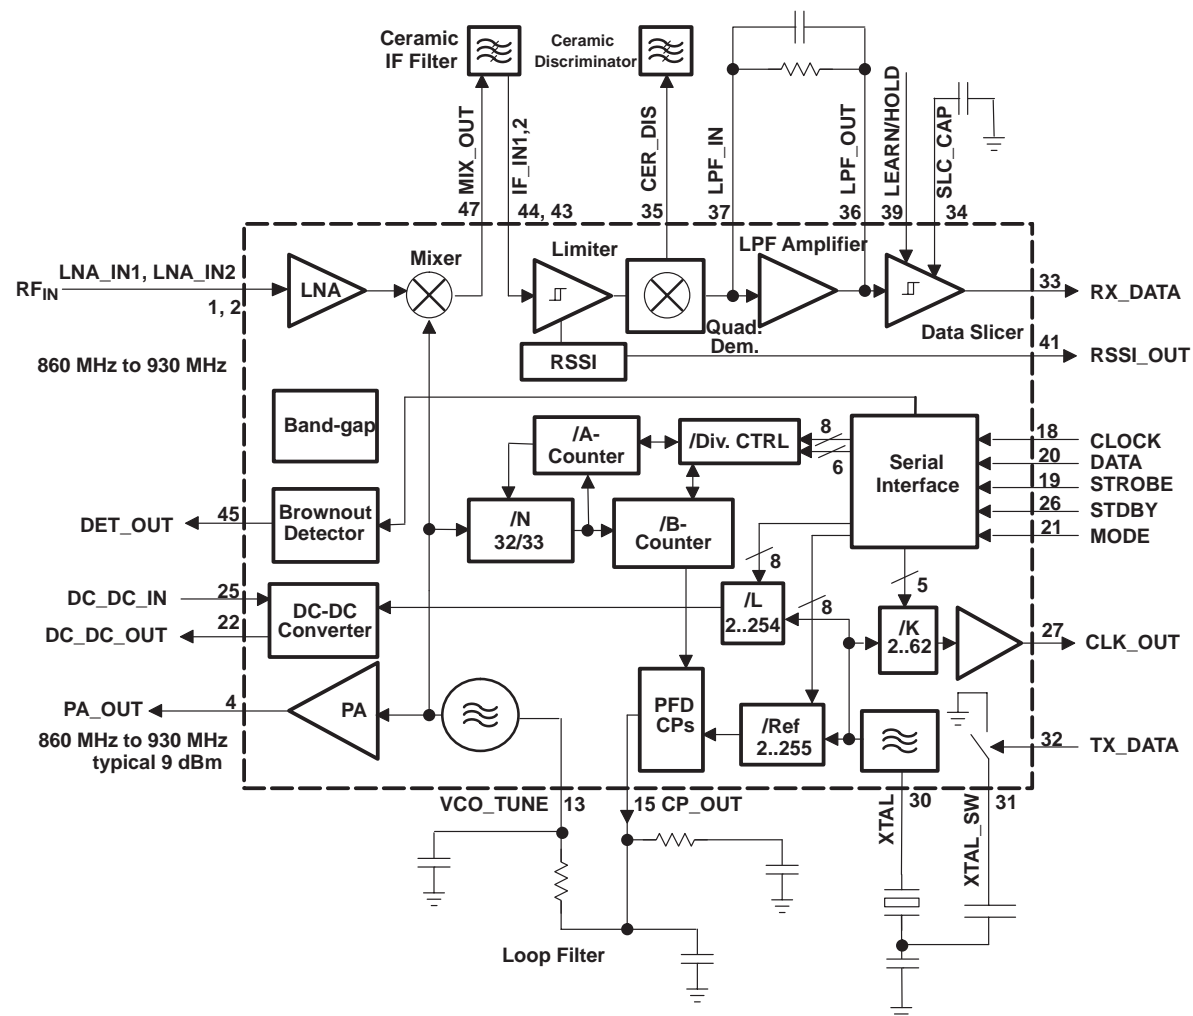 Ceramic
IF Filter
Ceramic
Discriminator
MIX_OUT
IF_IN1,2
CER_DIS
LPF_IN
LPF_OUT
LEARN/HOLD
SLC_CAP
47
44, 43
35
37
36
39
34
RF_IN
LNA_IN1, LNA_IN2
1, 2
LNA
Mixer
Limiter
LPF Amplifier
Quad.
Dem.
Data Slicer
33
RX_DATA
RSSI
41
RSSI_OUT
860 MHz to 930 MHz
Band-gap
/A-
Counter
/Div. CTRL
8
6
Serial
Interface
18
CLOCK
20
DATA
19
STROBE
26
STDBY
21
MODE
DET_OUT
45
Brownout
Detector
/N
32/33
/B-
Counter
8
5
DC_DC_IN
25
DC_DC_OUT
22
DC-DC
Converter
/L
2..254
8
/K
2..62
27
CLK_OUT
PA_OUT
4
PA
PFD
CPs
/Ref
2..255
32
TX_DATA
860 MHz to 930 MHz
typical 9 dBm
VCO_TUNE
13
15 CP_OUT
30
31
XTAL
XTAL_SW
Loop Filter